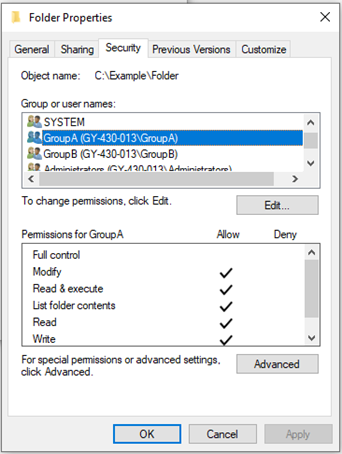 Folder Properties
General Sharing Security Previous Versions Customize
Object name: C:\Example\Folder
Group or user names:
SYSTEM
GroupA (GY-430-013\GroupA)
GroupB (GY-430-013\GroupB)
Administrators (GY-430-013\Administrators)
To change permissions, click Edit.
Edit...
Permissions for GroupA Allow Deny
Full control
Modify
Read & execute
List folder contents
Read
Write
For special permissions or advanced settings,
click Advanced.
Advanced
OK Cancel Apply